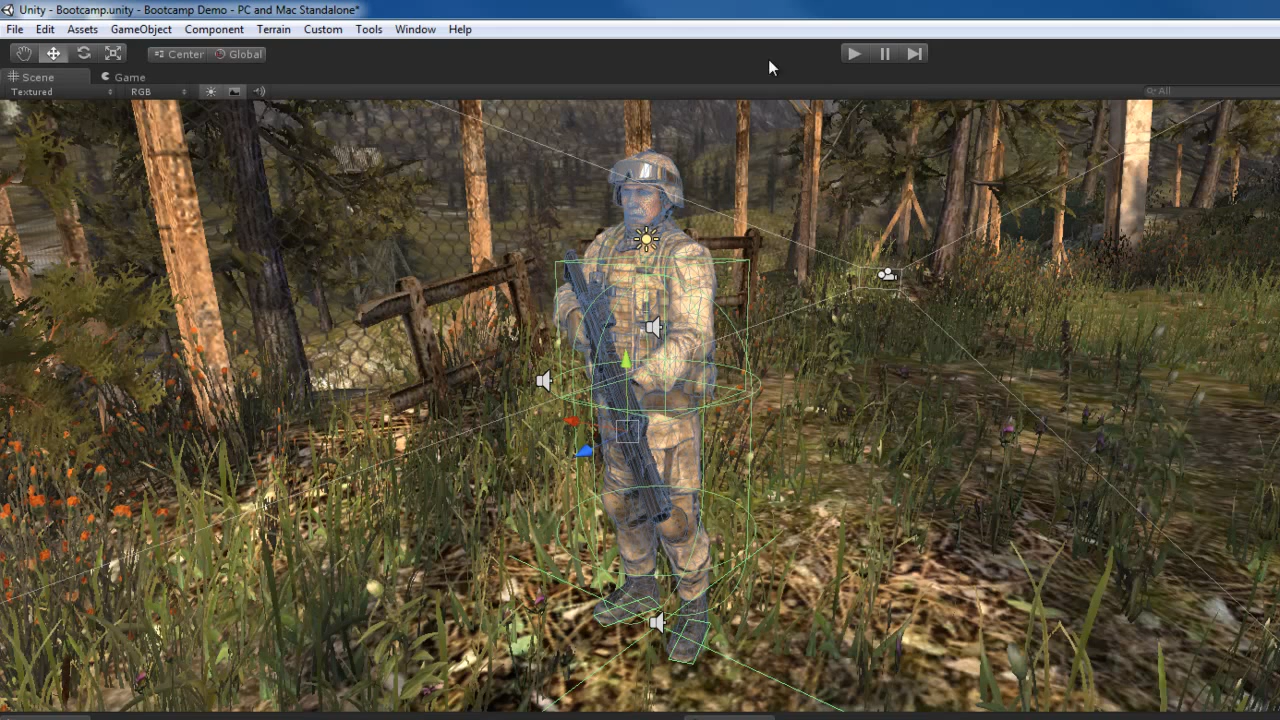 Unity - Bootcamp.unity - Bootcamp Demo - PC and Mac Standalone*
File Edit Assets GameObject Component Terrain Custom Tools Window Help
Center Global
Scene Game
Textured RGB All